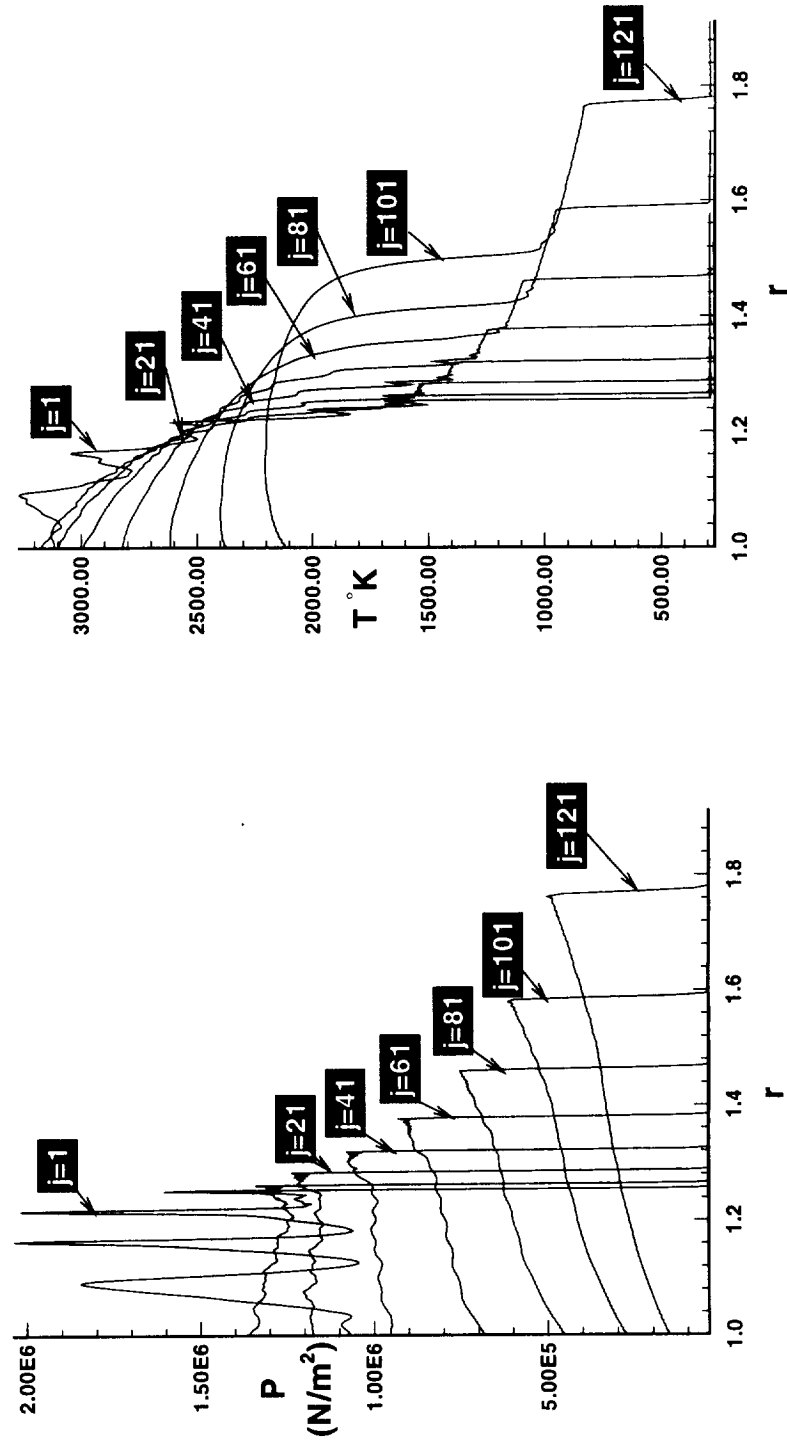 2.00E6
1.50E6
P
(N/m²)
1.00E6
5.00E5
1.0
1.2
1.4
1.6
1.8
r
j=1
j=21
j=41
j=61
j=81
j=101
j=121
3000.00
2500.00
2000.00
T °K
1500.00
1000.00
500.00
1.0
1.2
1.4
1.6
1.8
r
j=1
j=21
j=41
j=61
j=81
j=101
j=121